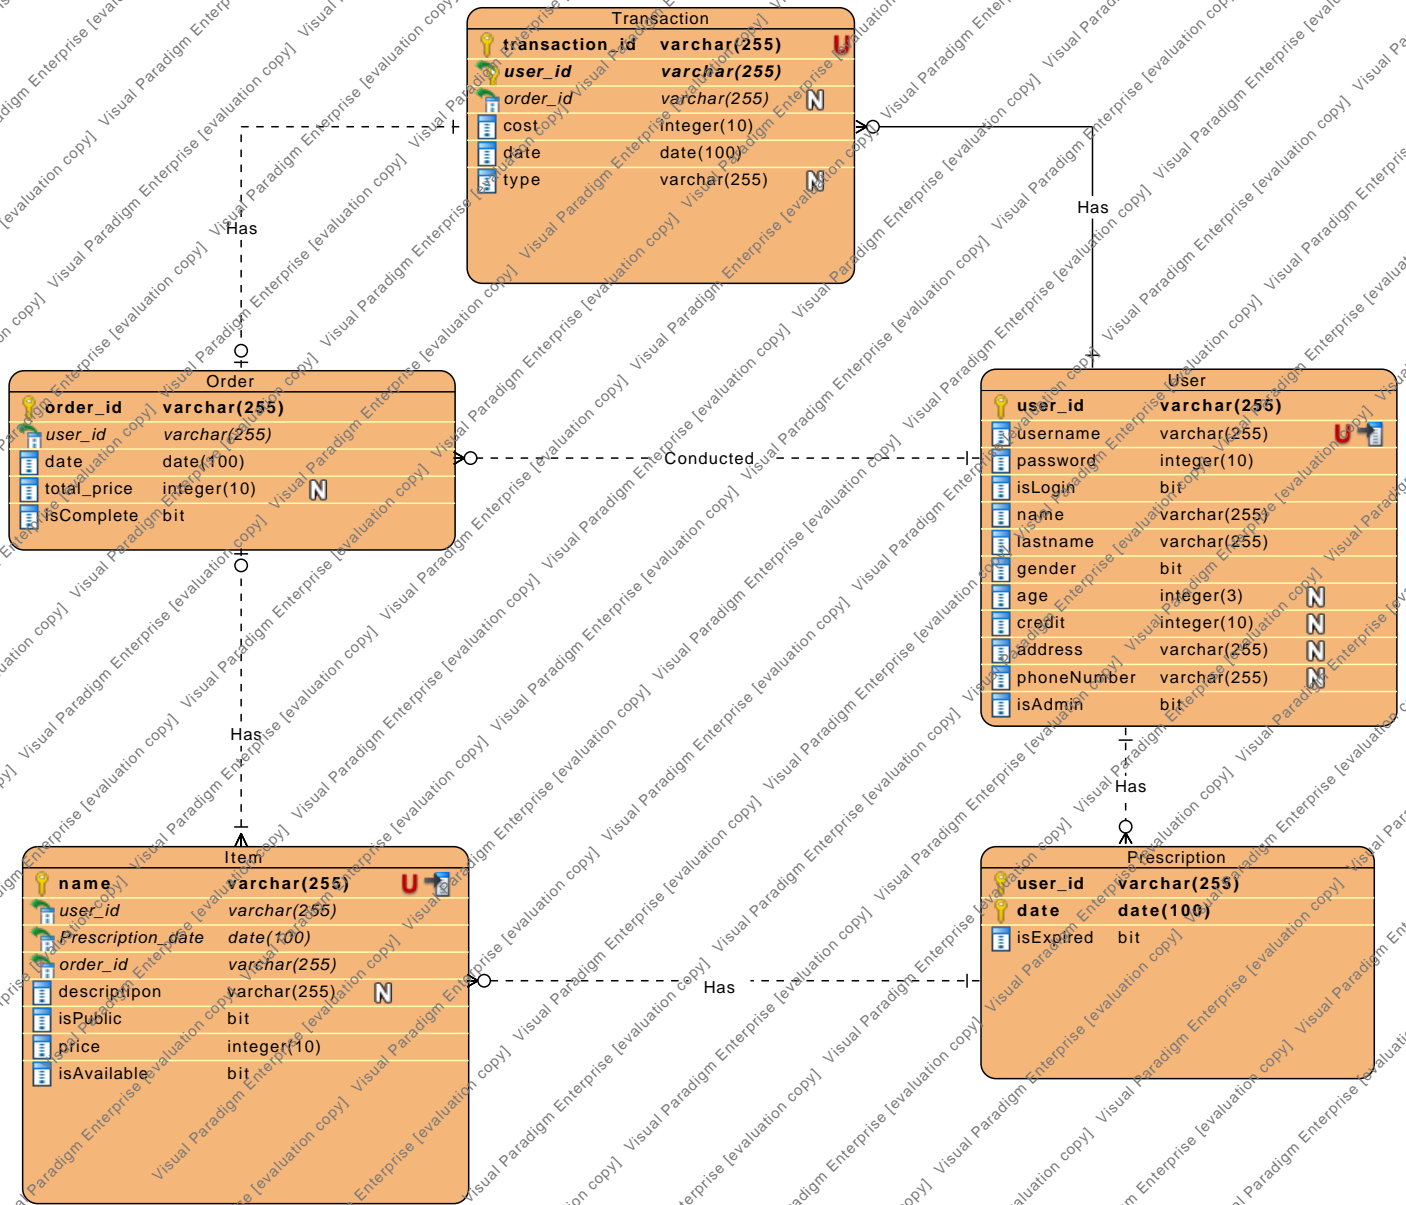 Transaction
transaction_id varchar(255) U
user_id varchar(255)
order_id varchar(255) N
cost integer(10)
date date(100)
type varchar(255) N
Has
Has
Order
order_id varchar(255)
user_id varchar(255)
date date(100)
total_price integer(10) N
isComplete bit
Conducted
User
user_id varchar(255)
username varchar(255) U
password integer(10)
isLogin bit
name varchar(255)
lastname varchar(255)
gender bit
age integer(3) N
credit integer(10) N
address varchar(255) N
phoneNumber varchar(255) N
isAdmin bit
Has
Has
Item
name varchar(255) U
user_id varchar(255)
Prescription_date date(100)
order_id varchar(255)
descriptipon varchar(255) N
isPublic bit
price integer(10)
isAvailable bit
Has
Prescription
user_id varchar(255)
date date(100)
isExpired bit
Visual Paradigm Enterprise [evaluation copy]